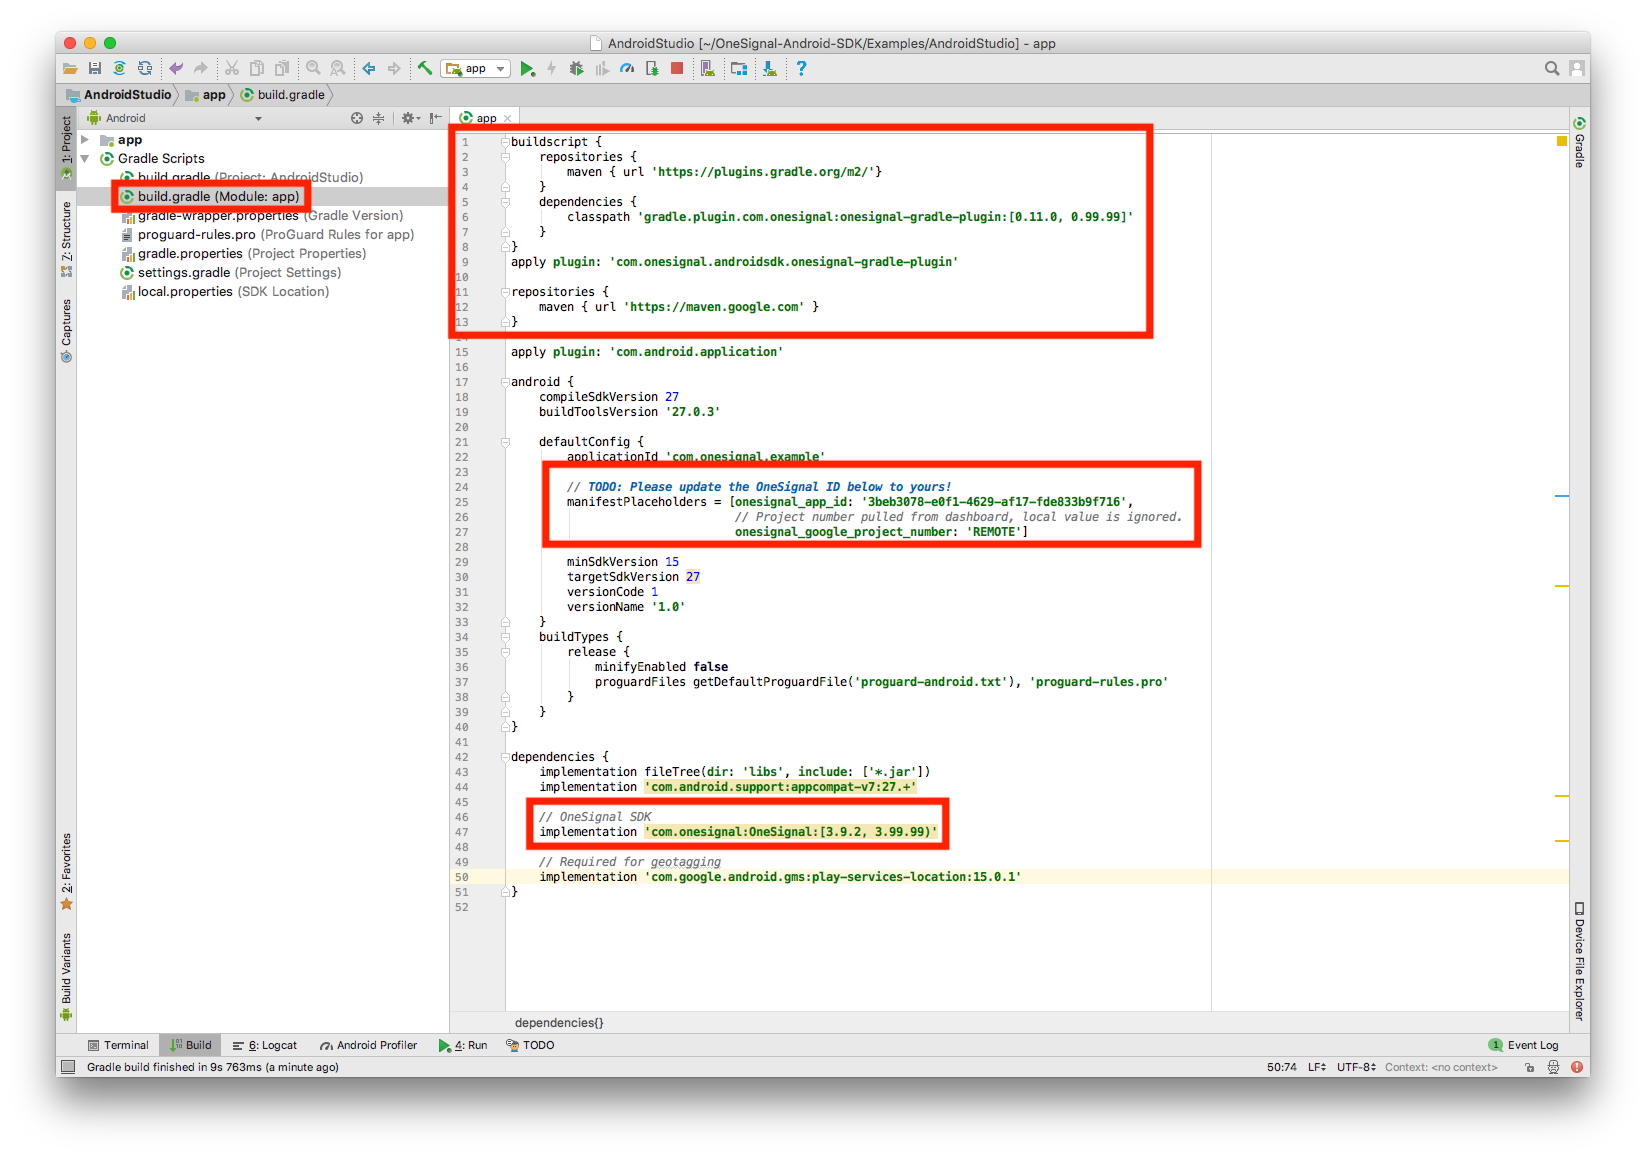 AndroidStudio [~/OneSignal-Android-SDK/Examples/AndroidStudio] - app
app
AndroidStudio app build.gradle
Android
app
1: Project
Z: Structure
Captures
2: Favorites
Build Variants
app
Gradle Scripts
build.gradle (Project: AndroidStudio)
build.gradle (Module: app)
gradle-wrapper.properties (Gradle Version)
proguard-rules.pro (ProGuard Rules for app)
gradle.properties (Project Properties)
settings.gradle (Project Settings)
local.properties (SDK Location)
1 buildscript {
2 repositories {
3 maven { url 'https://plugins.gradle.org/m2/'}
4 }
5 dependencies {
6 classpath 'gradle.plugin.com.onesignal:onesignal-gradle-plugin:[0.11.0, 0.99.99]'
7 }
8 }
9 apply plugin: 'com.onesignal.androidsdk.onesignal-gradle-plugin'
10
11 repositories {
12 maven { url 'https://maven.google.com' }
13 }
15 apply plugin: 'com.android.application'
16
17 android {
18 compileSdkVersion 27
19 buildToolsVersion '27.0.3'
20
21 defaultConfig {
22 applicationId 'com.onesignal.example'
23
24 // TODO: Please update the OneSignal ID below to yours!
25 manifestPlaceholders = [onesignal_app_id: '3beb3078-e0f1-4629-af17-fde833b9f716',
26 // Project number pulled from dashboard, local value is ignored.
27 onesignal_google_project_number: 'REMOTE']
28
29 minSdkVersion 15
30 targetSdkVersion 27
31 versionCode 1
32 versionName '1.0'
33 }
34 buildTypes {
35 release {
36 minifyEnabled false
37 proguardFiles getDefaultProguardFile('proguard-android.txt'), 'proguard-rules.pro'
38 }
39 }
40 }
41
42 dependencies {
43 implementation fileTree(dir: 'libs', include: ['*.jar'])
44 implementation 'com.android.support:appcompat-v7:27.+'
45
46 // OneSignal SDK
47 implementation 'com.onesignal:OneSignal:[3.9.2, 3.99.99)'
48
49 // Required for geotagging
50 implementation 'com.google.android.gms:play-services-location:15.0.1'
51 }
52
dependencies{}
Gradle
Device File Explorer
Terminal Build 6: Logcat Android Profiler 4: Run TODO 1 Event Log
Gradle build finished in 9s 763ms (a minute ago) 50:74 LF UTF-8 Context: <no context>